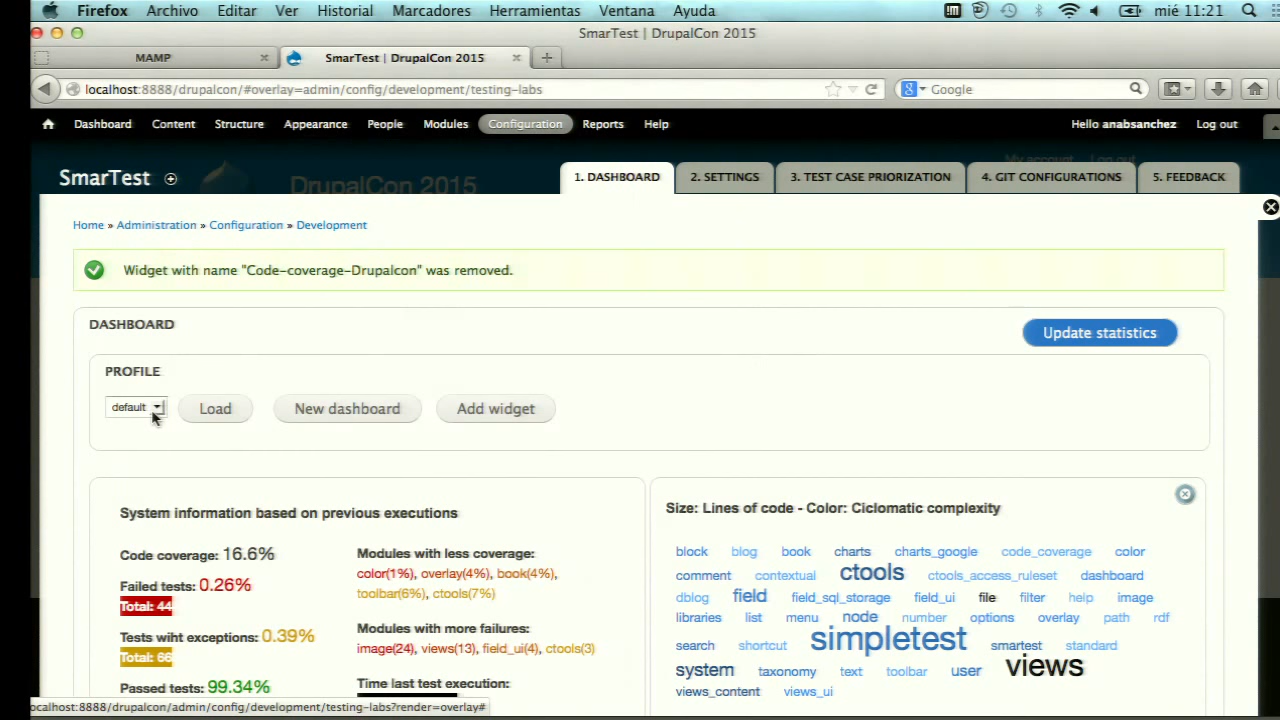 Firefox Archivo Editar Ver Historial Marcadores Herramientas Ventana Ayuda mié 11:21
SmarTest | DrupalCon 2015
MAMP SmarTest | DrupalCon 2015
localhost:8888/drupalcon/#overlay=admin/config/development/testing-labs Google
Dashboard Content Structure Appearance People Modules Configuration Reports Help Hello anabsanchez Log out
My account Log out
SmarTest DrupalCon 2015 1. DASHBOARD 2. SETTINGS 3. TEST CASE PRIORIZATION 4. GIT CONFIGURATIONS 5. FEEDBACK
Home » Administration » Configuration » Development
Widget with name "Code-coverage-Drupalcon" was removed.
DASHBOARD
Update statistics
PROFILE
default Load New dashboard Add widget
System information based on previous executions
Code coverage: 16.6%
Failed tests: 0.26%
Total: 44
Tests wiht exceptions: 0.39%
Total: 66
Passed tests: 99.34%
Modules with less coverage:
color(1%), overlay(4%), book(4%),
toolbar(6%), ctools(7%)
Modules with more failures:
image(24), views(13), field_ui(4), ctools(3)
Time last test execution:
Size: Lines of code - Color: Ciclomatic complexity
block blog book charts charts_google code_coverage color
comment contextual ctools ctools_access_ruleset dashboard
dblog field field_sql_storage field_ui file filter help image
libraries list menu node number options overlay path rdf
search shortcut simpletest smartest standard
system taxonomy text toolbar user views
views_content views_ui
ocalhost:8888/drupalcon/admin/config/development/testing-labs?render=overlay#